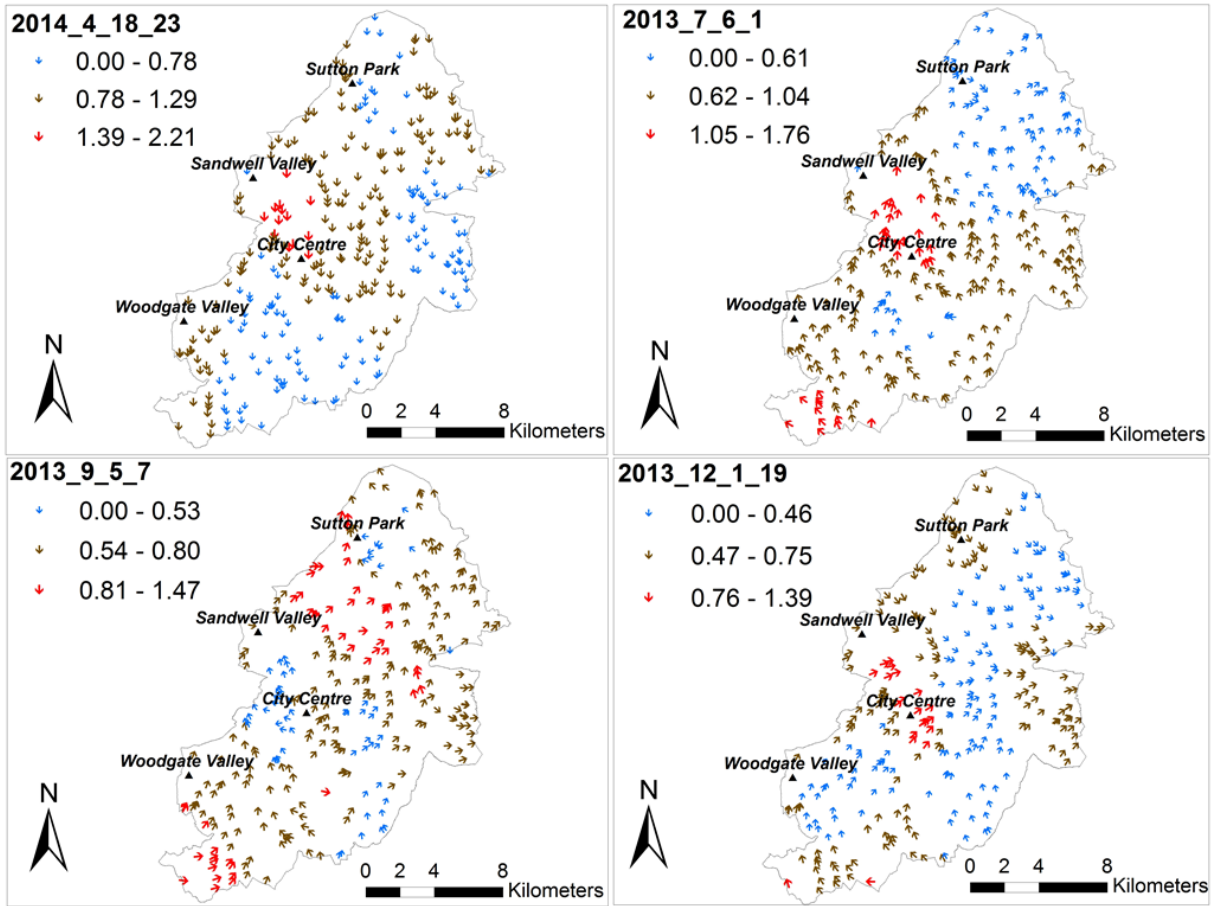 2014_4_18_23
0.00 - 0.78
0.78 - 1.29
1.39 - 2.21
Sutton Park
Sandwell Valley
City Centre
Woodgate Valley
N
0 2 4 8
Kilometers
2013_7_6_1
0.00 - 0.61
0.62 - 1.04
1.05 - 1.76
Sutton Park
Sandwell Valley
City Centre
Woodgate Valley
N
0 2 4 8
Kilometers
2013_9_5_7
0.00 - 0.53
0.54 - 0.80
0.81 - 1.47
Sutton Park
Sandwell Valley
City Centre
Woodgate Valley
N
0 2 4 8
Kilometers
2013_12_1_19
0.00 - 0.46
0.47 - 0.75
0.76 - 1.39
Sutton Park
Sandwell Valley
City Centre
Woodgate Valley
N
0 2 4 8
Kilometers